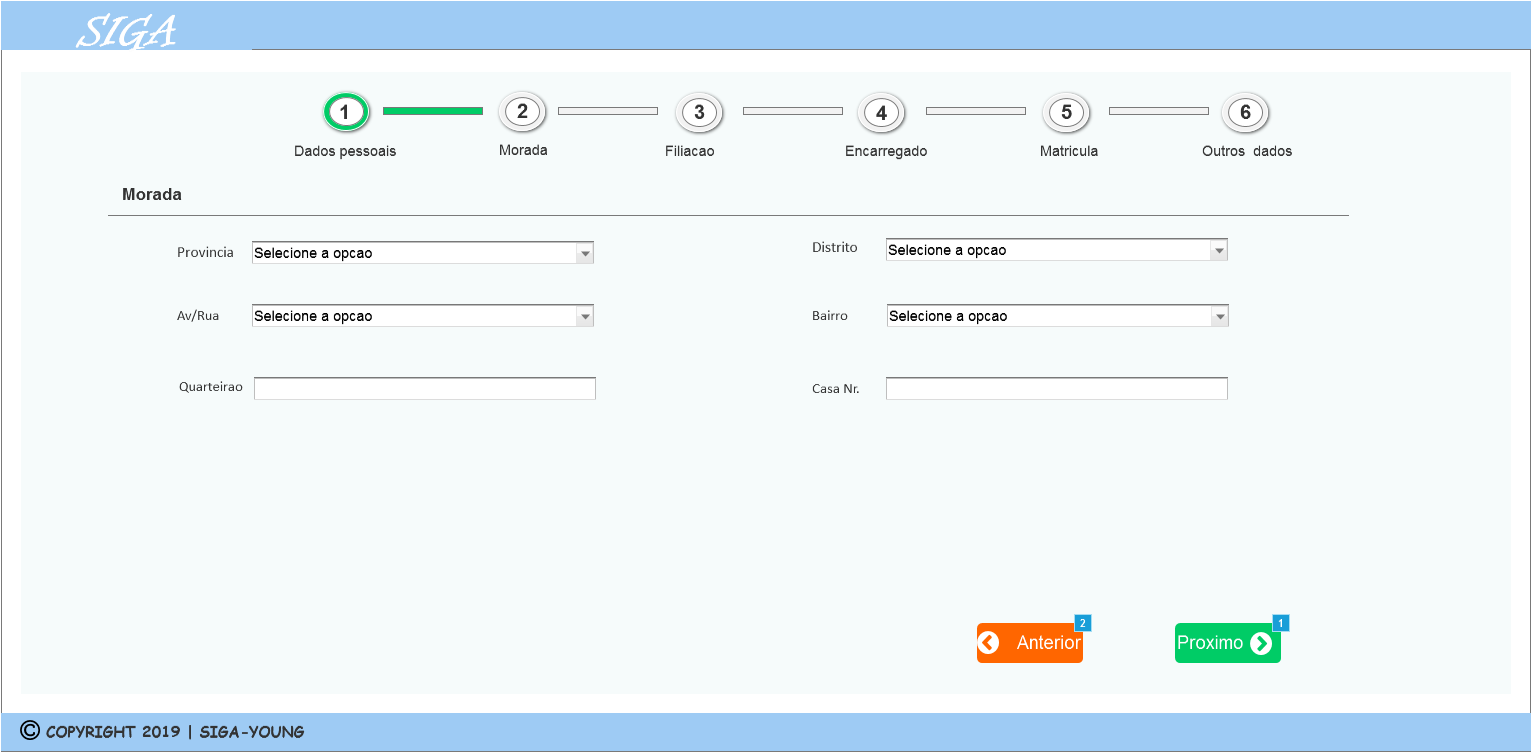 SIGA
1 2 3 4 5 6
Dados pessoais Morada Filiacao Encarregado Matricula Outros dados
Morada
Provincia Selecione a opcao Distrito Selecione a opcao
Av/Rua Selecione a opcao Bairro Selecione a opcao
Quarteirao Casa Nr.
2 1
Anterior Proximo
© COPYRIGHT 2019 | SIGA-YOUNG